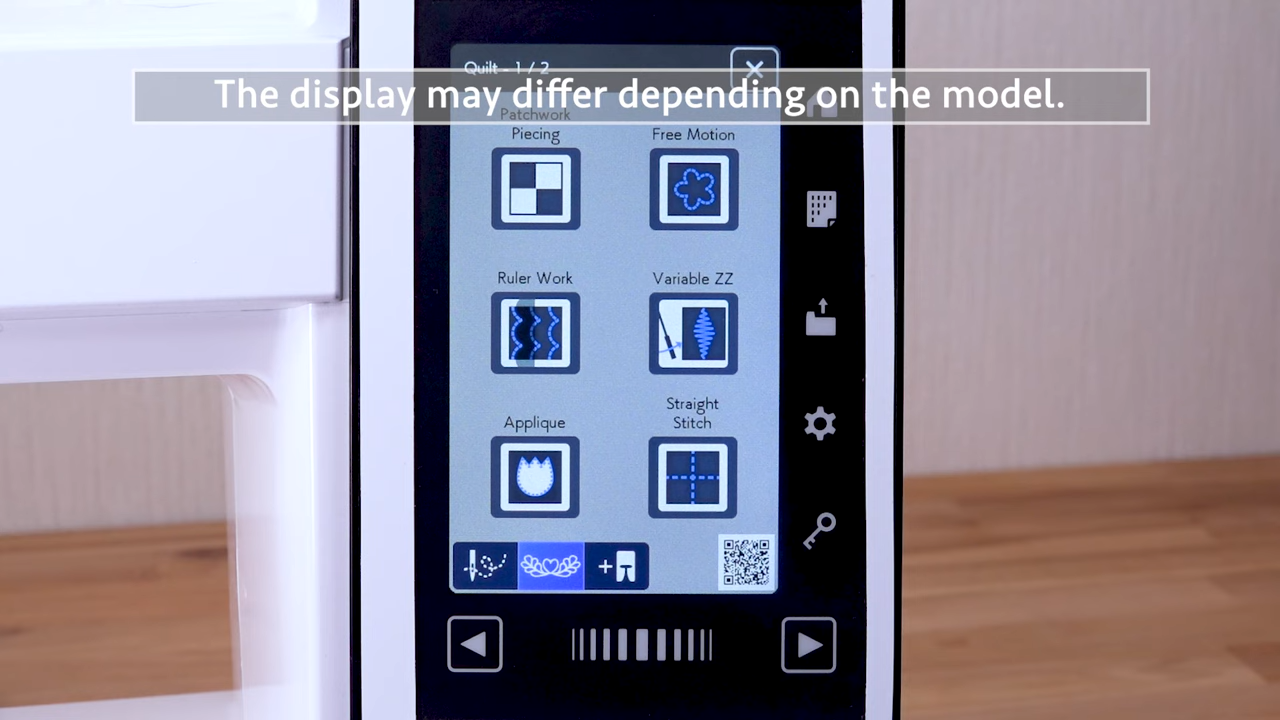 Quilt - 1 / 2
The display may differ depending on the model.
Patchwork
Piecing
Free Motion
Ruler Work
Variable ZZ
Applique
Straight
Stitch